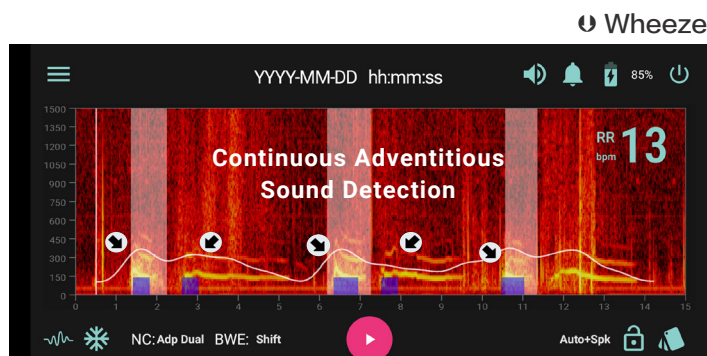 Wheeze
YYYY-MM-DD hh:mm:ss
85%
1500
1350
1200
1050
900
750
600
450
300
150
0
Continuous Adventitious
Sound Detection
RR
bpm
13
0 1 2 3 4 5 6 7 8 9 10 11 12 13 14 15
NC: Adp Dual BWE: Shift
Auto+Spk